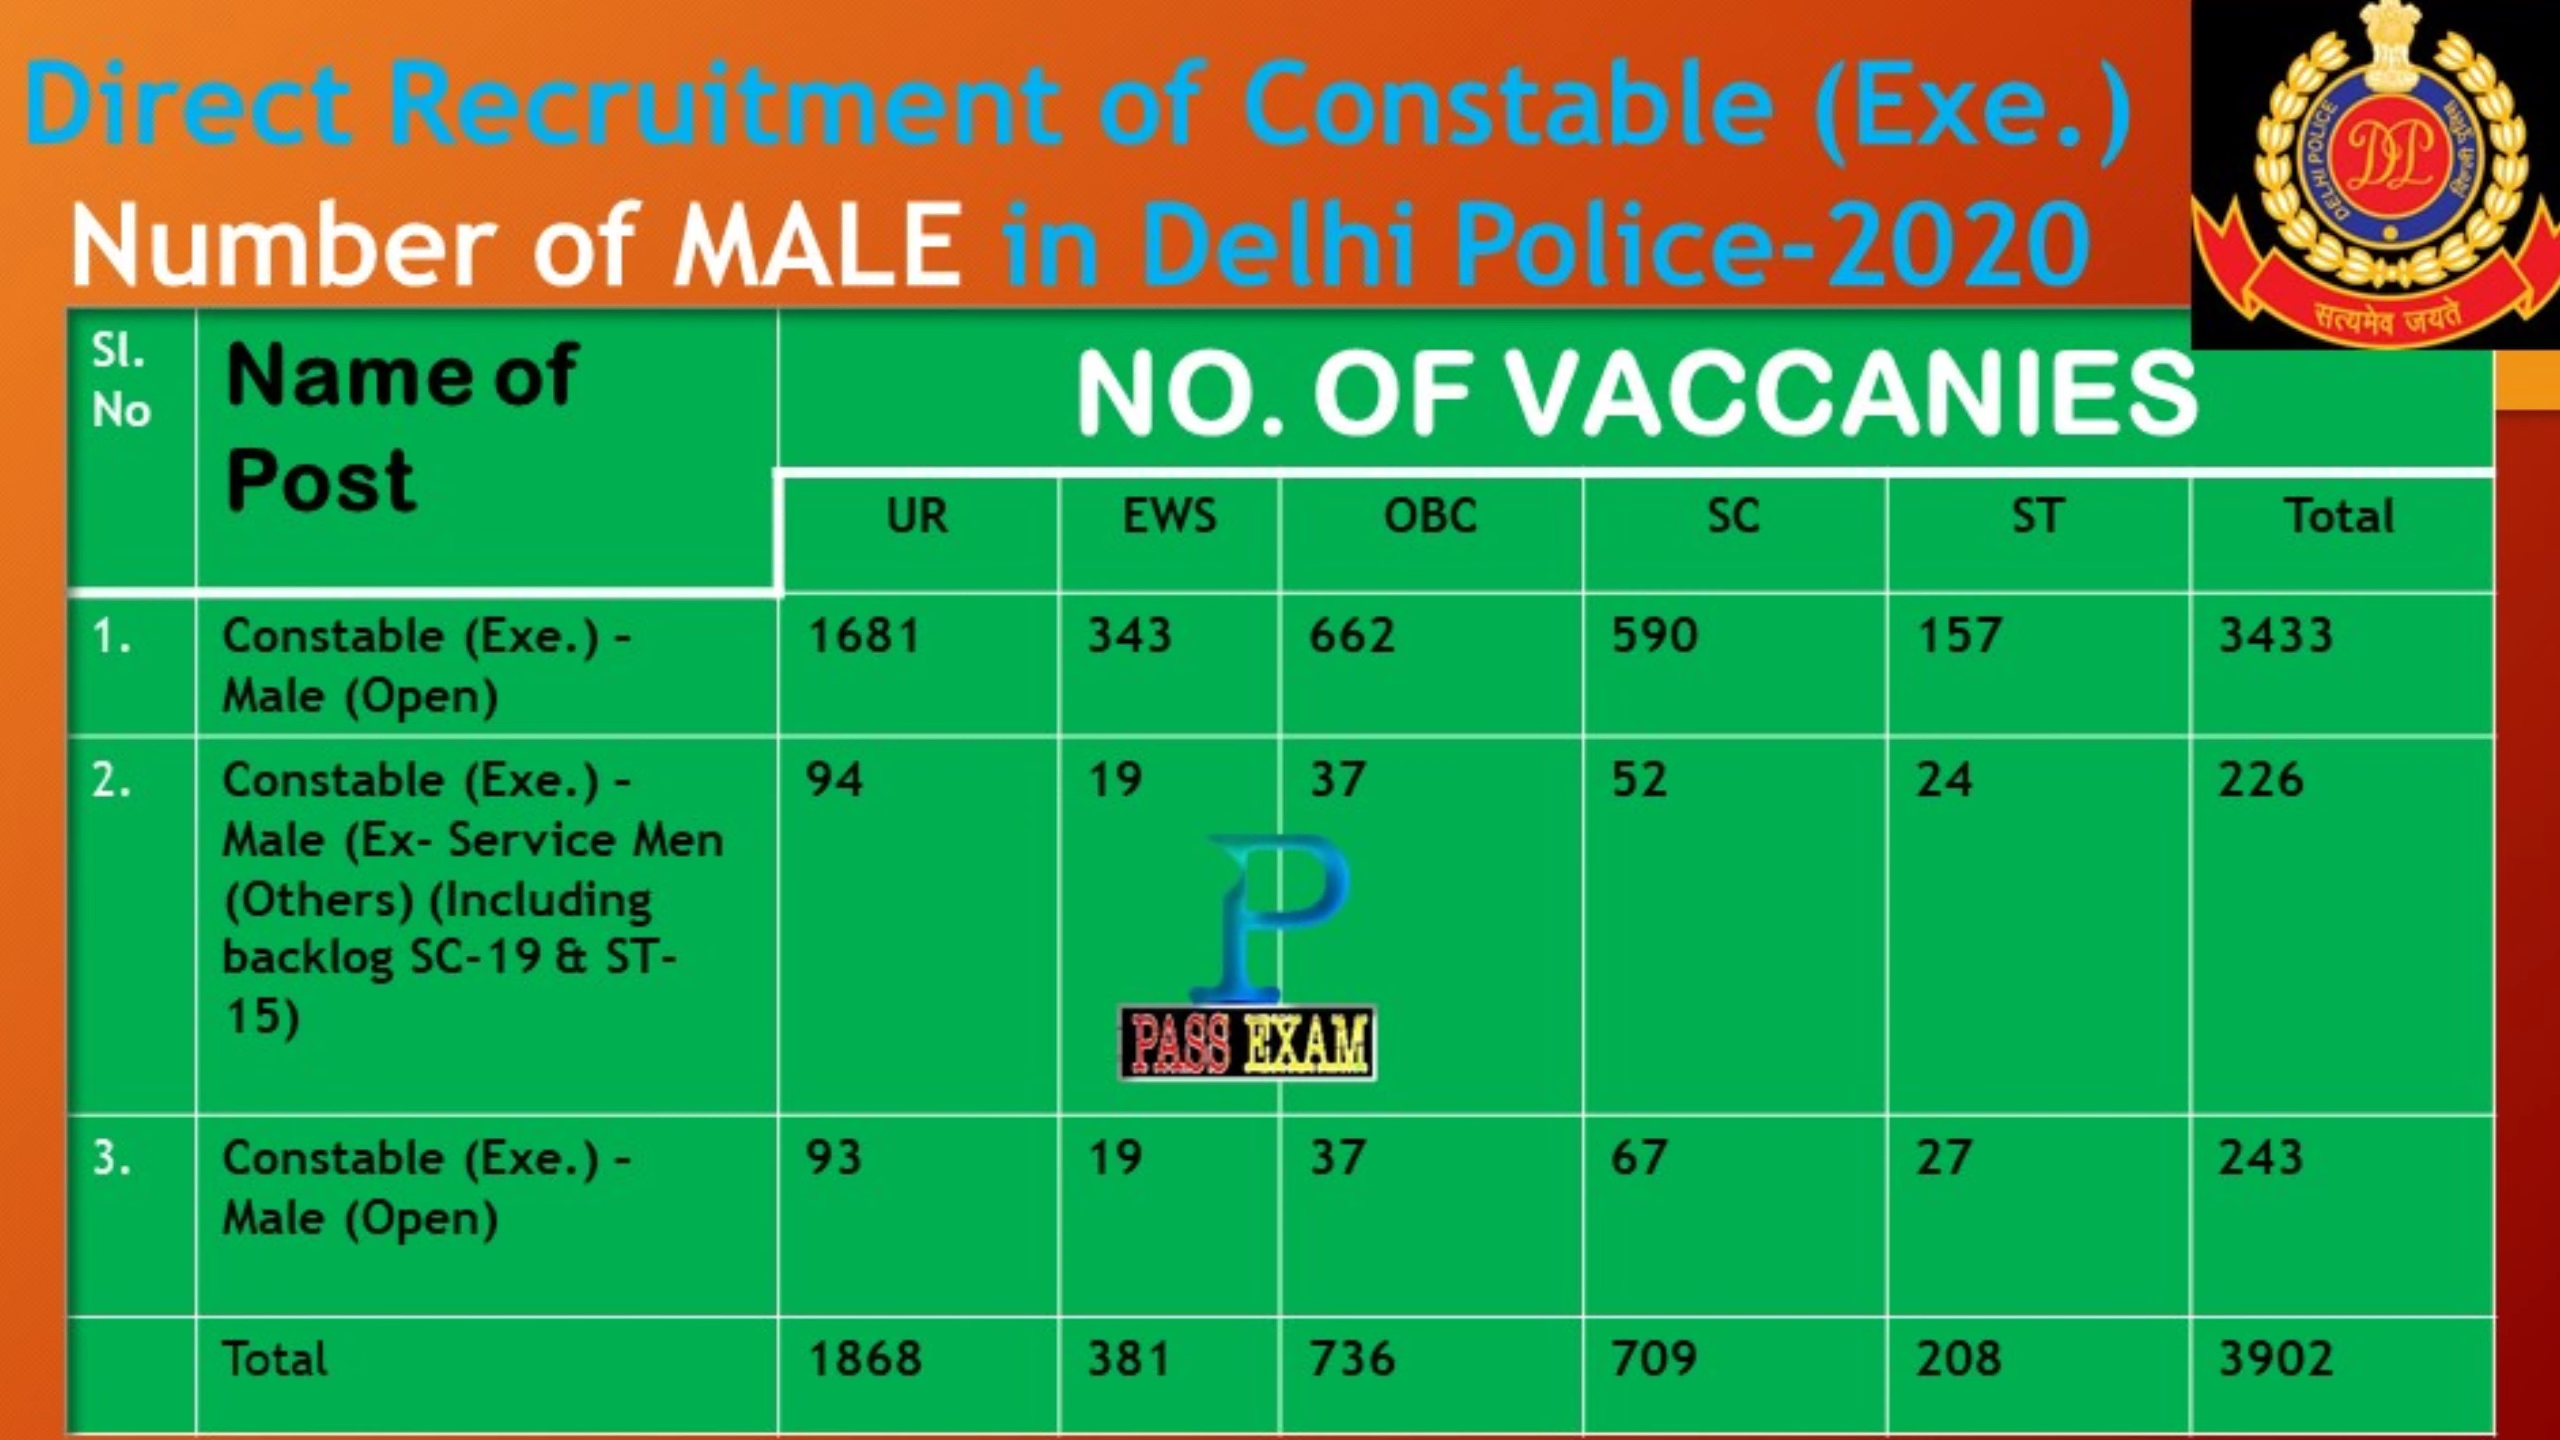 Direct Recruitment of Constable (Exe.)
Number of MALE in Delhi Police-2020
DELHI POLICE
दिल्ली पुलिस
DP
सत्यमेव जयते
Sl.
No
Name of
Post
NO. OF VACCANIES
UR EWS OBC SC ST Total
1. Constable (Exe.) – 1681 343 662 590 157 3433
Male (Open)
2. Constable (Exe.) – 94 19 37 52 24 226
Male (Ex- Service Men
(Others) (Including
backlog SC-19 & ST-
15)
P
PASS EXAM
3. Constable (Exe.) – 93 19 37 67 27 243
Male (Open)
Total 1868 381 736 709 208 3902